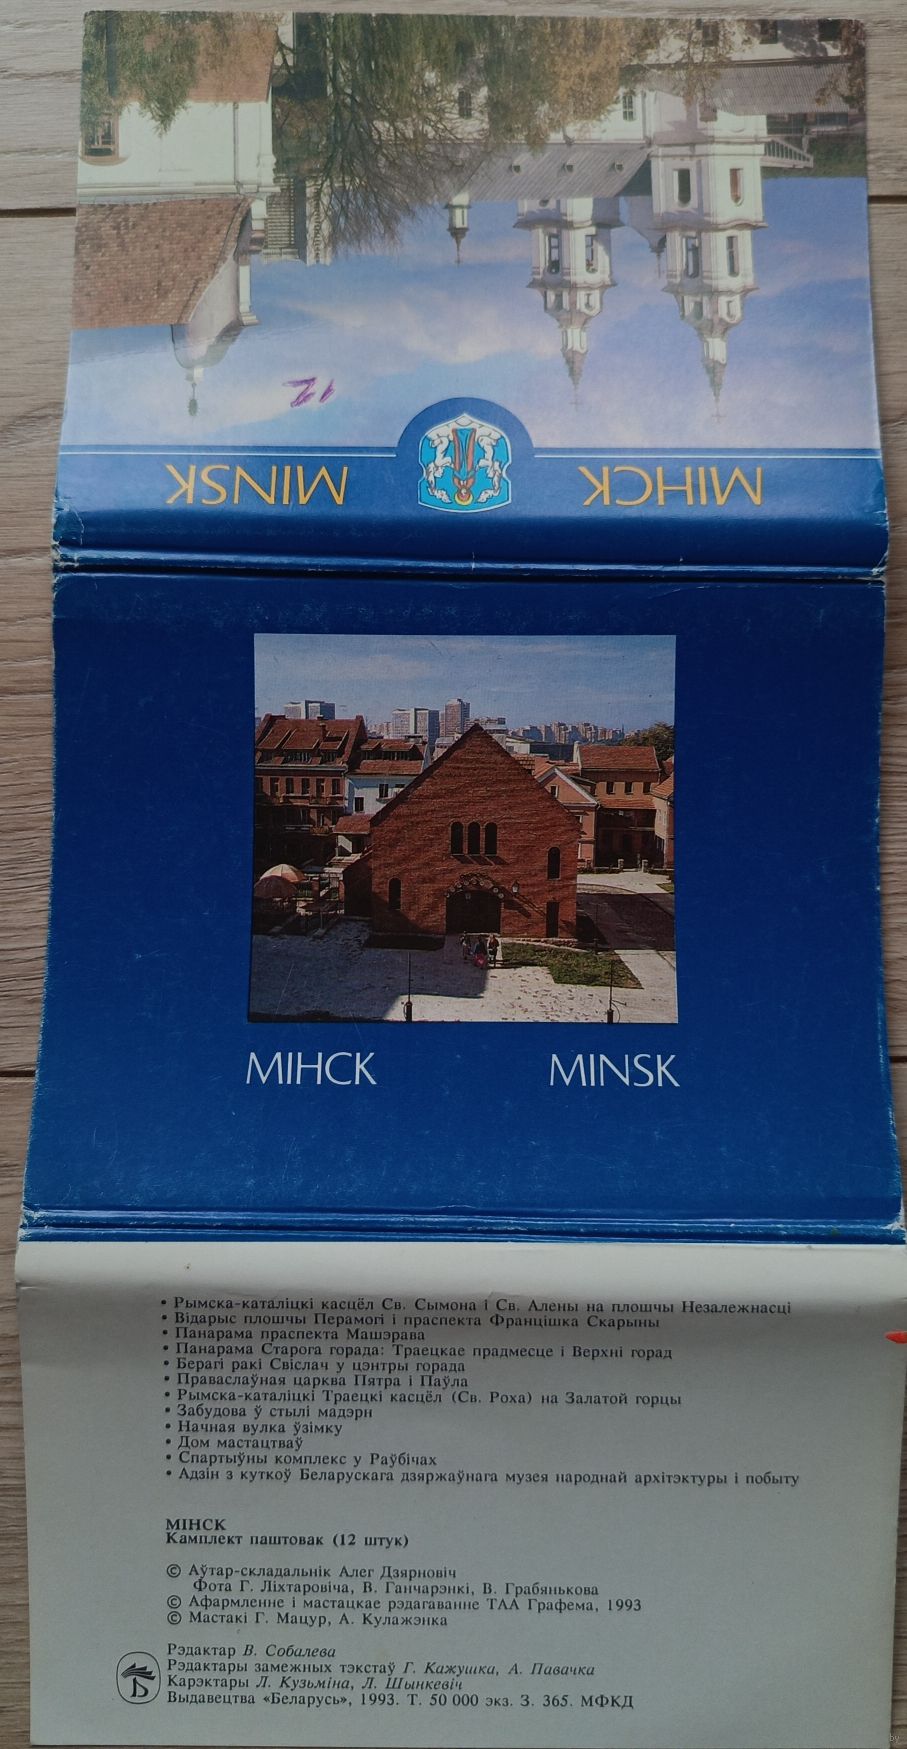 12
МІНСК MINSK
МІНСК MINSK
• Рымска-каталіцкі касцёл Св. Сымона і Св. Алены на плошчы Незалежнасці
• Відарыс плошчы Перамогі і праспекта Францішка Скарыны
• Панарама праспекта Машэрава
• Панарама Старога горада: Траецкае прадмесце і Верхні горад
• Берагі ракі Свіслач у цэнтры горада
• Праваслаўная царква Пятра і Паўла
• Рымска-каталіцкі Траецкі касцёл (Св. Роха) на Залатой горцы
• Забудова ў стылі мадэрн
• Начная вулка ўзімку
• Дом мастацтваў
• Спартыўны комплекс у Раўбічах
• Адзін з куткоў Беларускага дзяржаўнага музея народнай архітэктуры і побыту
МІНСК
Камплект паштовак (12 штук)
© Аўтар-складальнік Алег Дзярновіч
Фота Г. Ліхтаровіча, В. Ганчарэнкі, В. Грабянькова
© Афармленне і мастацкае рэдагаванне ТАА Графема, 1993
© Мастакі Г. Мацур, А. Кулажэнка
Рэдактар В. Собалева
Рэдактары замежных тэкстаў Г. Кажушка, А. Павачка
Карэктары Л. Кузьміна, Л. Шынкевіч
Выдавецтва «Беларусь», 1993. Т. 50 000 экз. З. 365. МФКД